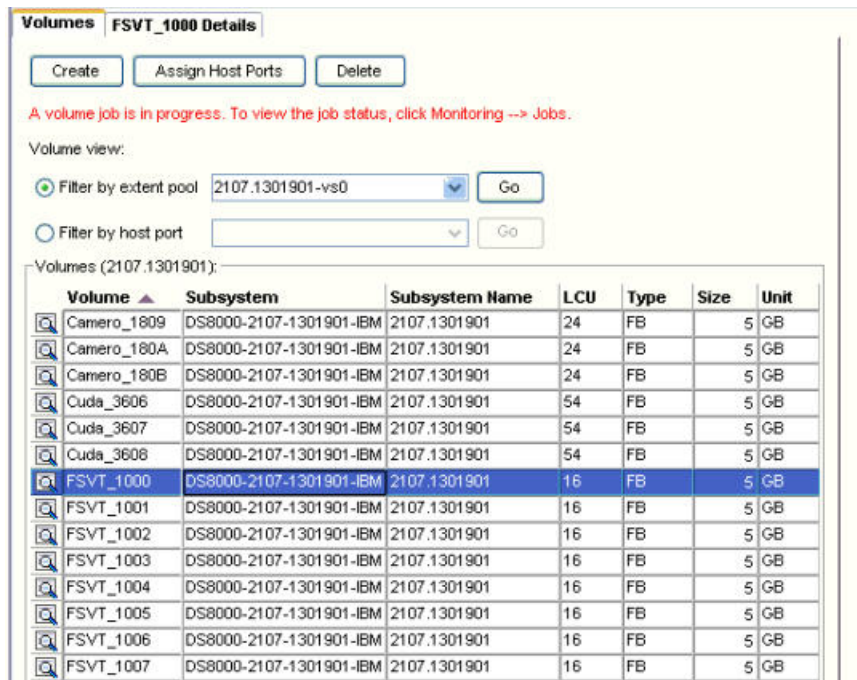 Volumes FSVT_1000 Details
Create Assign Host Ports Delete
A volume job is in progress. To view the job status, click Monitoring --> Jobs.
Volume view:
Filter by extent pool 2107.1301901-vs0 Go
Filter by host port Go
Volumes (2107.1301901):
Volume Subsystem Subsystem Name LCU Type Size Unit
Camero_1809 DS8000-2107-1301901-IBM 2107.1301901 24 FB 5 GB
Camero_180A DS8000-2107-1301901-IBM 2107.1301901 24 FB 5 GB
Camero_180B DS8000-2107-1301901-IBM 2107.1301901 24 FB 5 GB
Cuda_3606 DS8000-2107-1301901-IBM 2107.1301901 54 FB 5 GB
Cuda_3607 DS8000-2107-1301901-IBM 2107.1301901 54 FB 5 GB
Cuda_3608 DS8000-2107-1301901-IBM 2107.1301901 54 FB 5 GB
FSVT_1000 DS8000-2107-1301901-IBM 2107.1301901 16 FB 5 GB
FSVT_1001 DS8000-2107-1301901-IBM 2107.1301901 16 FB 5 GB
FSVT_1002 DS8000-2107-1301901-IBM 2107.1301901 16 FB 5 GB
FSVT_1003 DS8000-2107-1301901-IBM 2107.1301901 16 FB 5 GB
FSVT_1004 DS8000-2107-1301901-IBM 2107.1301901 16 FB 5 GB
FSVT_1005 DS8000-2107-1301901-IBM 2107.1301901 16 FB 5 GB
FSVT_1006 DS8000-2107-1301901-IBM 2107.1301901 16 FB 5 GB
FSVT_1007 DS8000-2107-1301901-IBM 2107.1301901 16 FB 5 GB